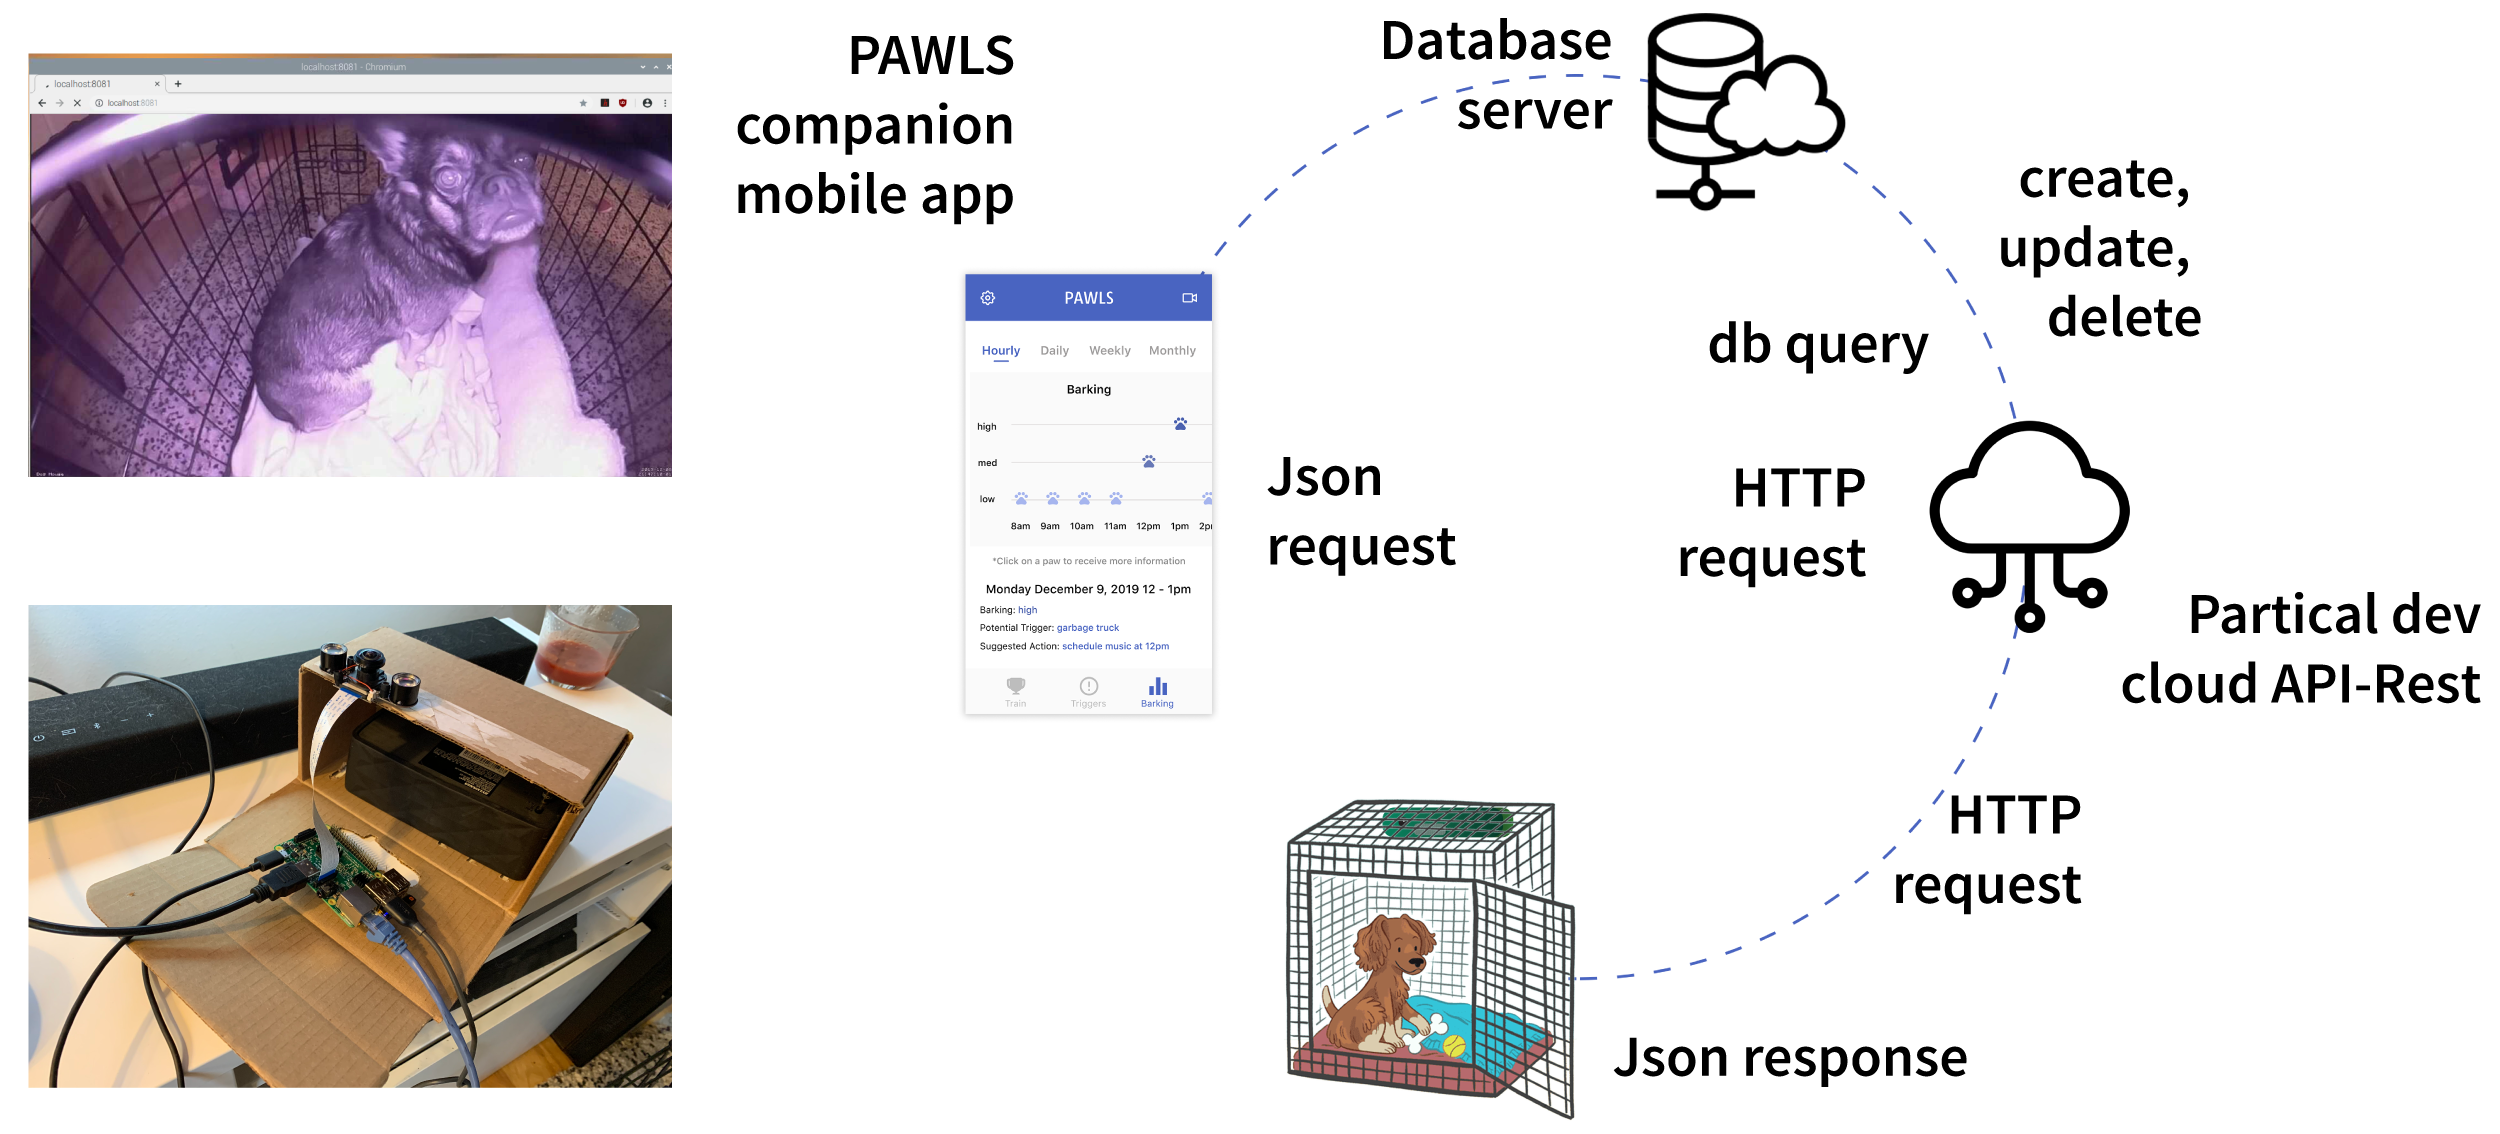 localhost:8081 - Chromium
localhost:8081
localhost:8081
PAWLS
companion
mobile app
Database
server
create,
update,
delete
db query
PAWLS
Hourly Daily Weekly Monthly
Barking
high
med
low
8am 9am 10am 11am 12pm 1pm
*Click on a paw to receive more information
Monday December 9, 2019 12 - 1pm
Barking: high
Potential Trigger: garbage truck
Suggested Action: schedule music at 12pm
Train Triggers Barking
Json
request
HTTP
request
Partical dev
cloud API-Rest
HTTP
request
Json response